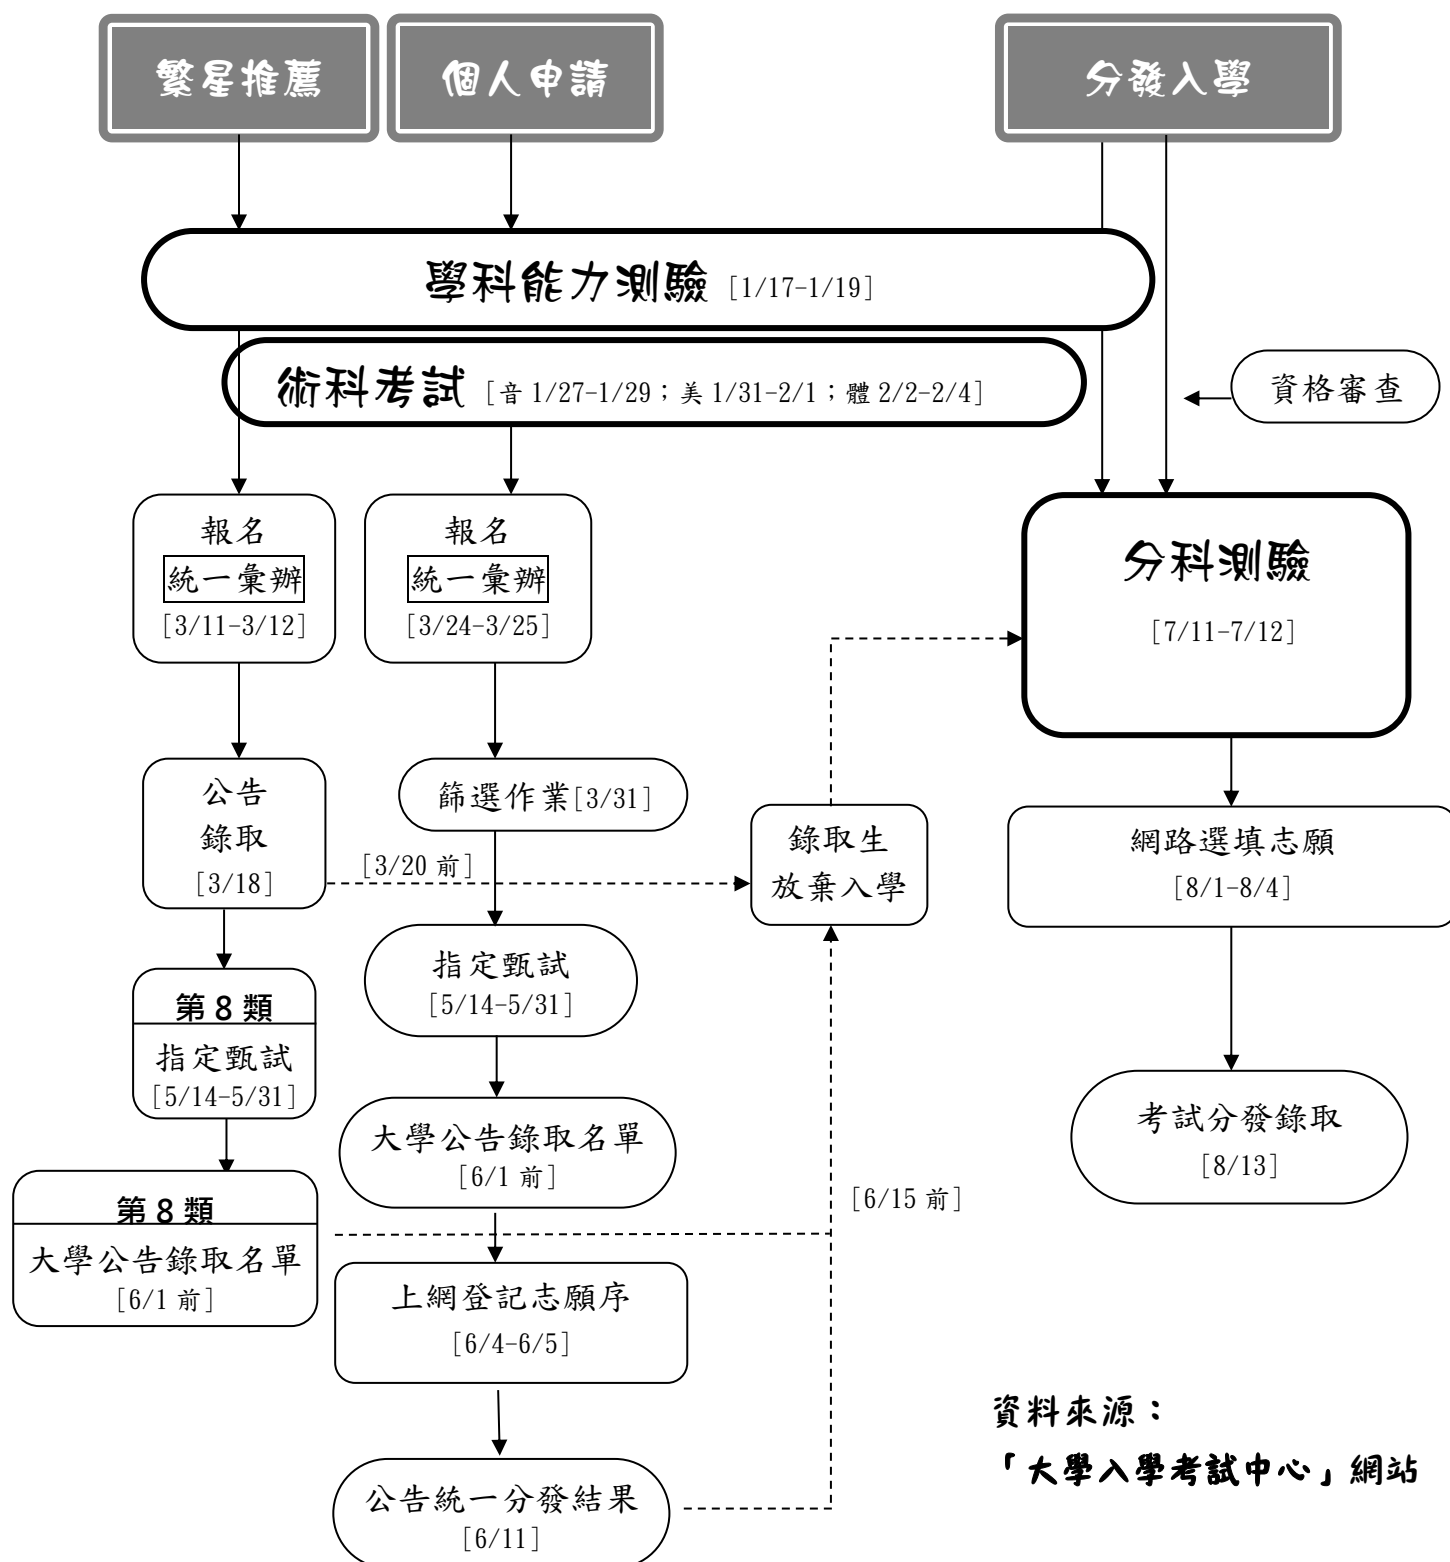 繁星推薦
個人申請
分發入學
學科能力測驗 [1/17-1/19]
術科考試 [音 1/27-1/29；美 1/31-2/1；體 2/2-2/4]
資格審查
報名
統一彙辦
[3/11-3/12]
報名
統一彙辦
[3/24-3/25]
分科測驗
[7/11-7/12]
公告
錄取
[3/18]
篩選作業[3/31]
[3/20 前]
錄取生
放棄入學
網路選填志願
[8/1-8/4]
第 8 類
指定甄試
[5/14-5/31]
指定甄試
[5/14-5/31]
大學公告錄取名單
[6/1 前]
考試分發錄取
[8/13]
第 8 類
大學公告錄取名單
[6/1 前]
[6/15 前]
上網登記志願序
[6/4-6/5]
公告統一分發結果
[6/11]
資料來源：
「大學入學考試中心」網站